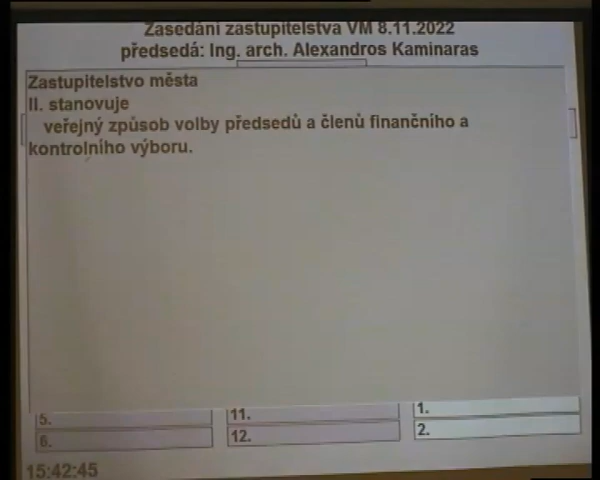 Zasedání zastupitelstva VM 8.11.2022
předsedá: Ing. arch. Alexandros Kaminaras
Zastupitelstvo města
II. stanovuje
veřejný způsob volby předsedů a členů finančního a
kontrolního výboru.
5.
11.
1.
6.
12.
2.
15:42:45